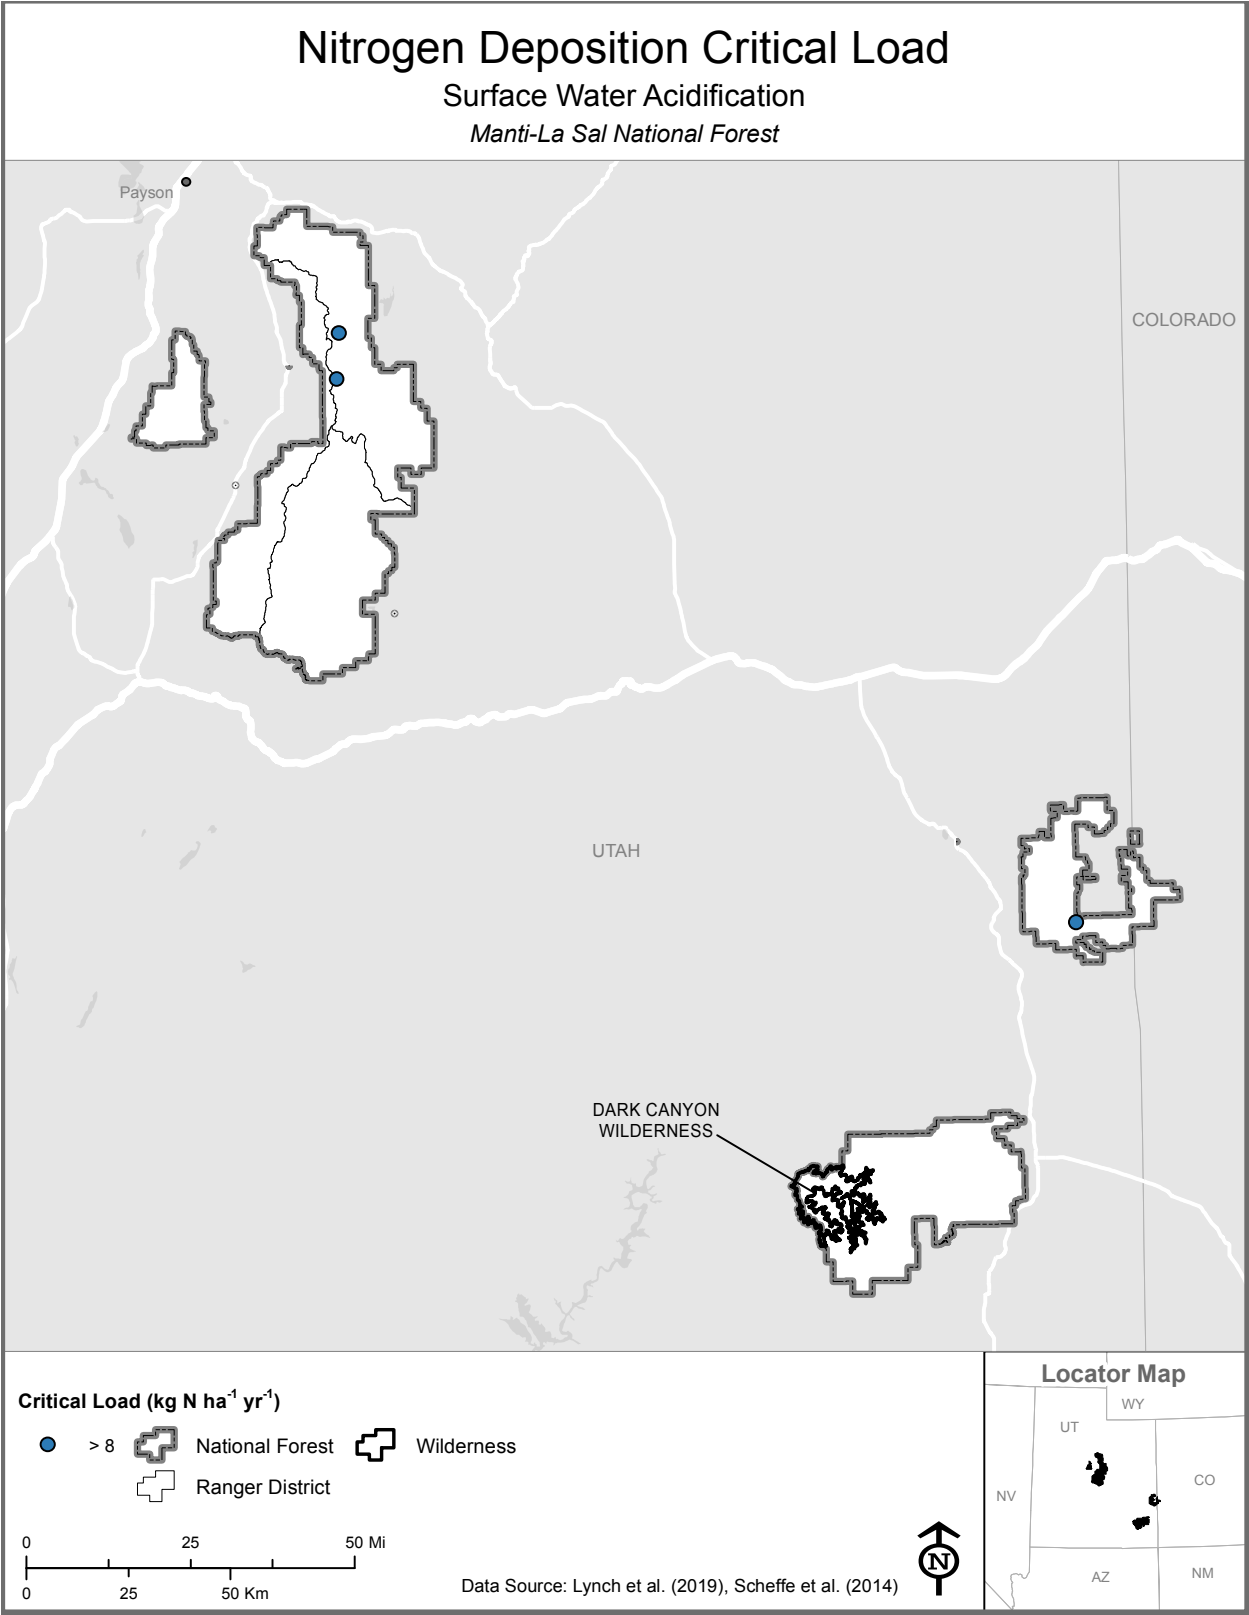 Nitrogen Deposition Critical Load
Surface Water Acidification
Manti-La Sal National Forest
Payson
COLORADO
UTAH
DARK CANYON
WILDERNESS
Critical Load (kg N ha⁻¹ yr⁻¹)
> 8
National Forest
Wilderness
Ranger District
0 25 50 Mi
0 25 50 Km
N
Data Source: Lynch et al. (2019), Scheffe et al. (2014)
Locator Map
WY
UT
NV
CO
AZ
NM